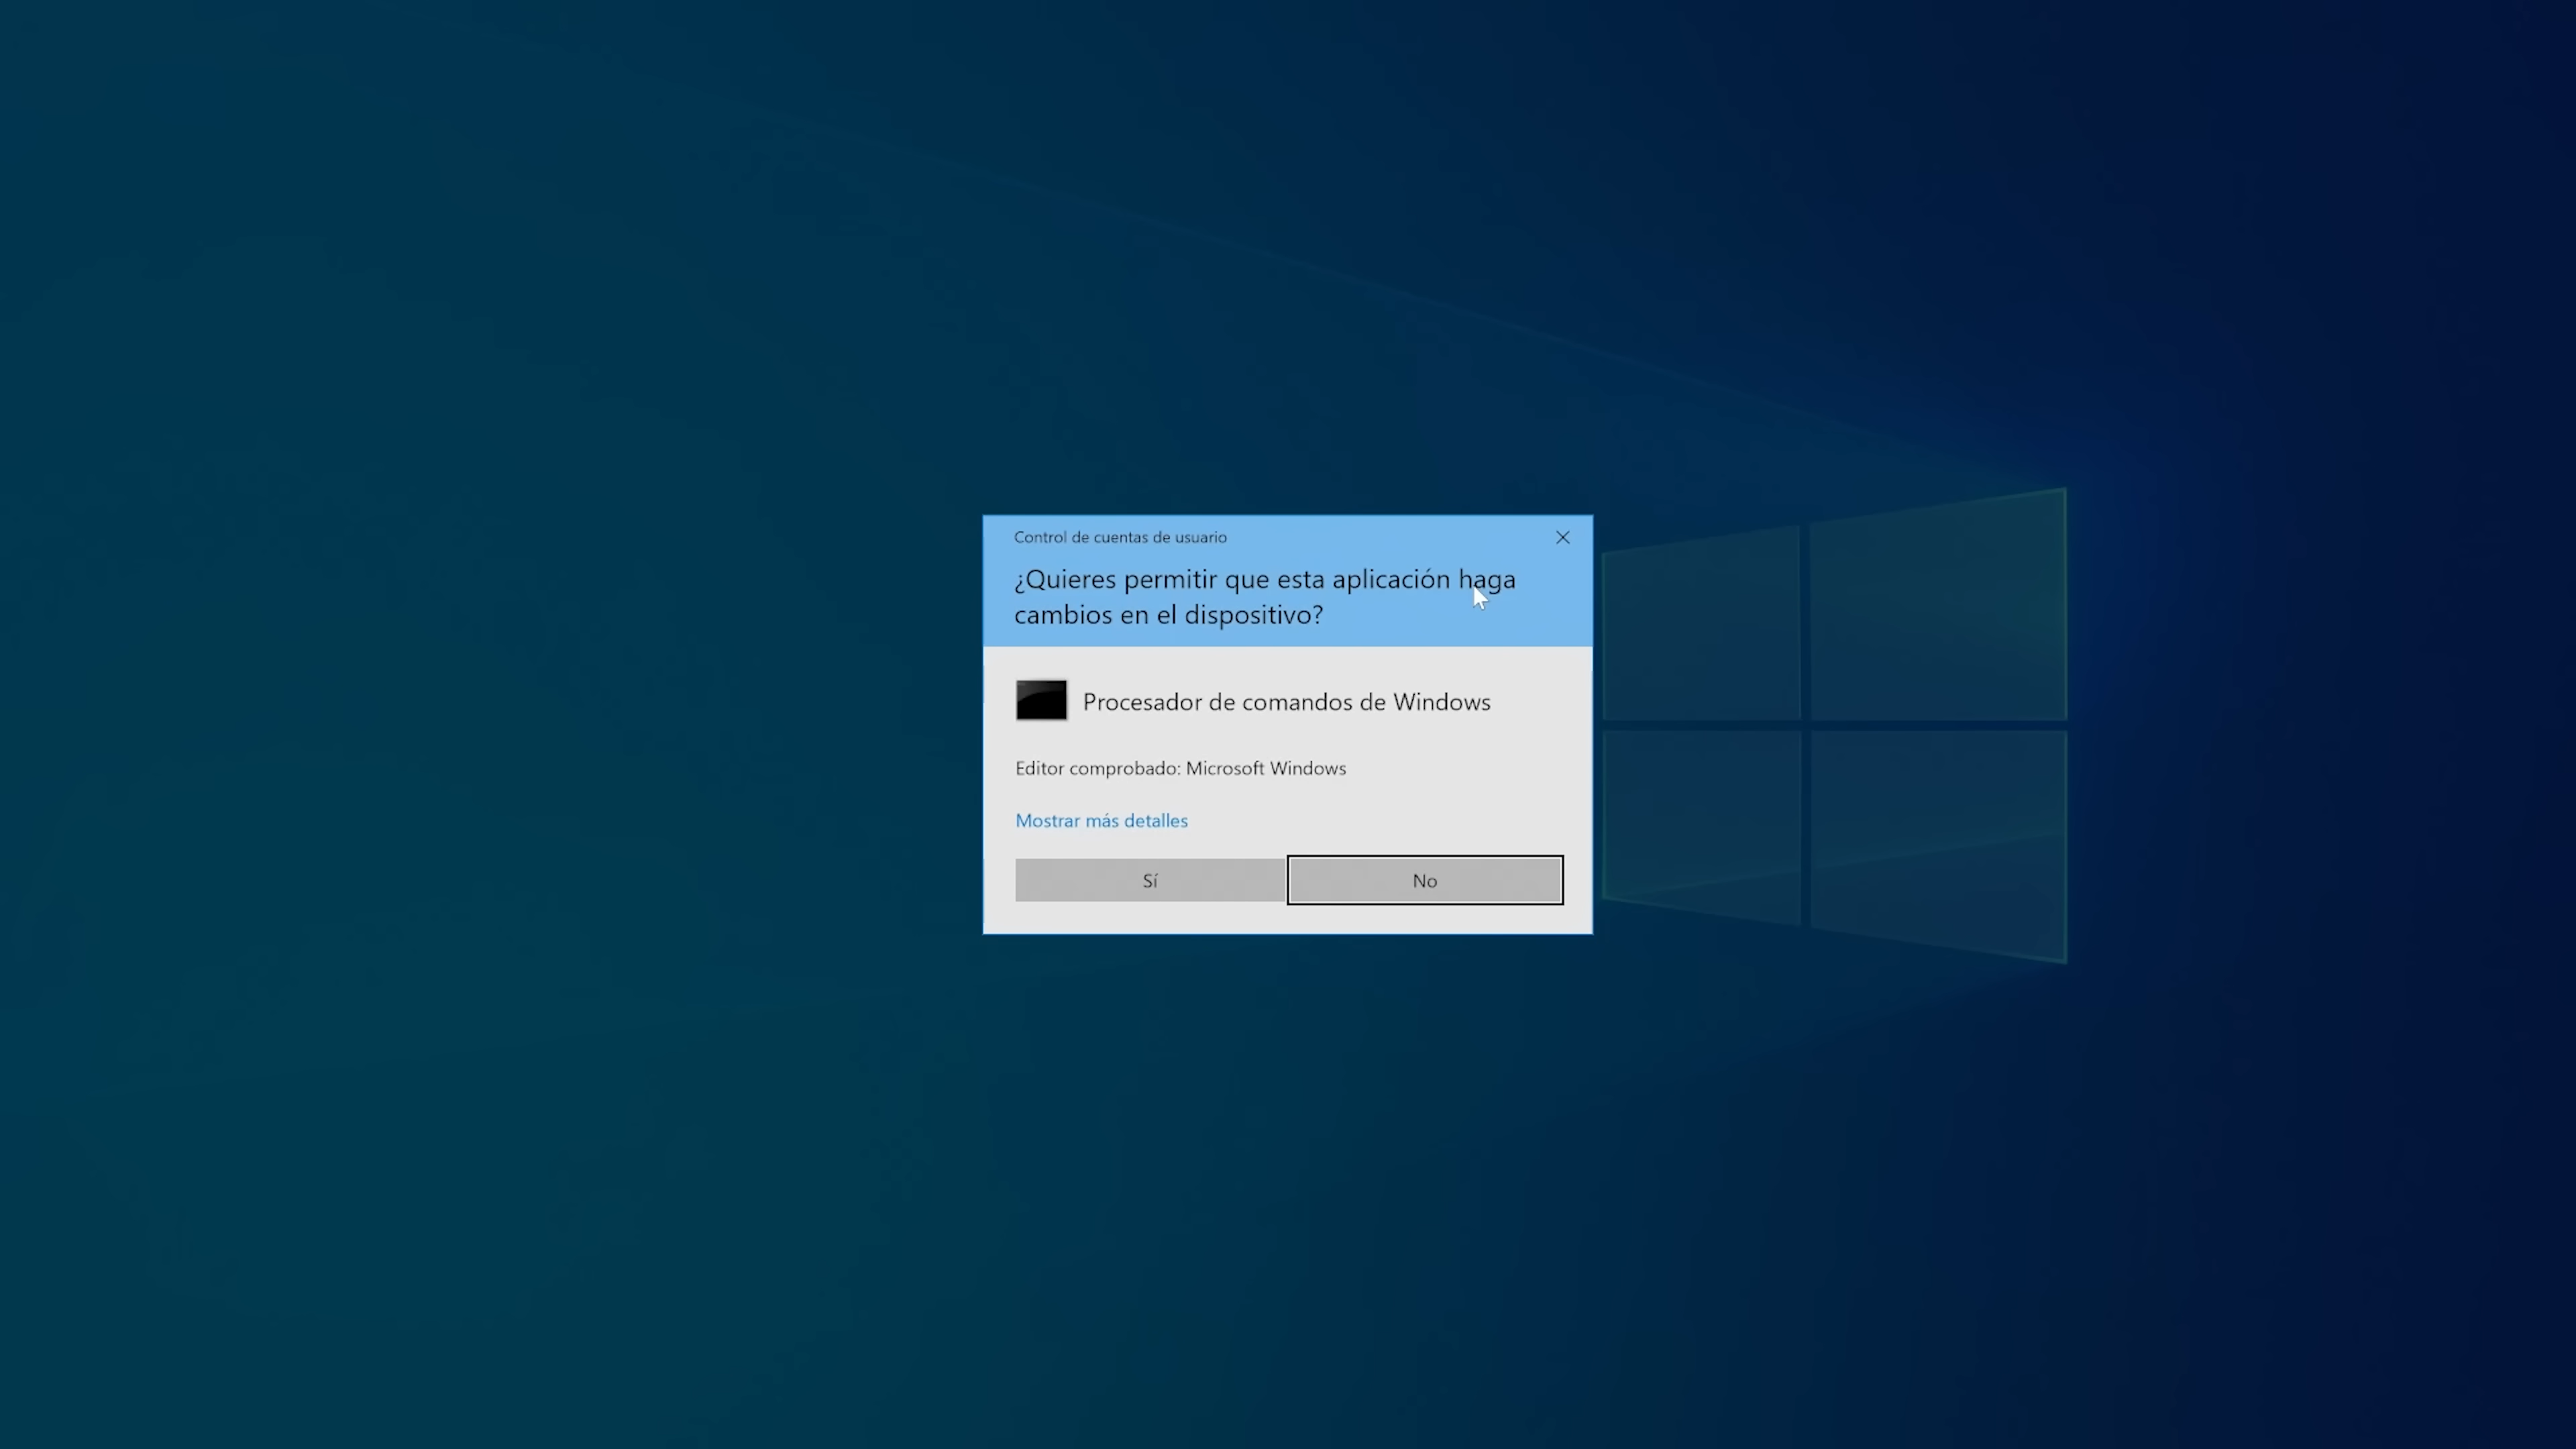 Control de cuentas de usuario
¿Quieres permitir que esta aplicación haga
cambios en el dispositivo?
Procesador de comandos de Windows
Editor comprobado: Microsoft Windows
Mostrar más detalles
Sí
No